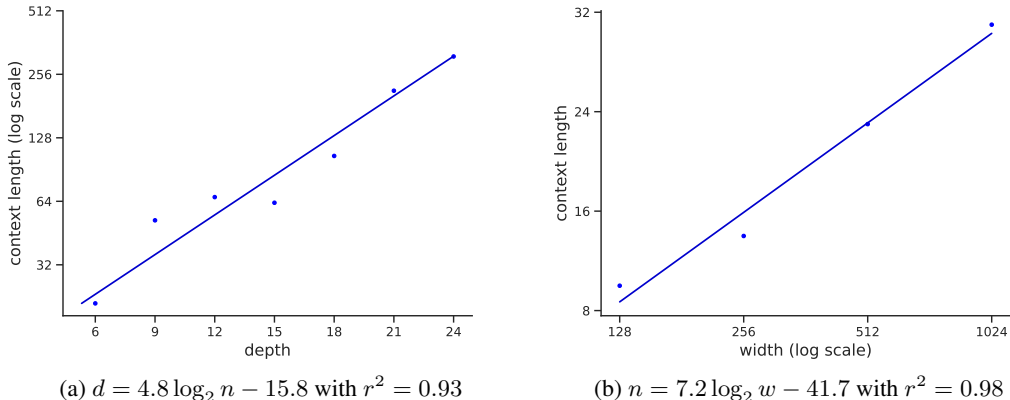 512
256
128
64
32
context length (log scale)
6 9 12 15 18 21 24
depth
(a) d = 4.8 log₂ n − 15.8 with r² = 0.93
32
24
16
8
context length
128 256 512 1024
width (log scale)
(b) n = 7.2 log₂ w − 41.7 with r² = 0.98